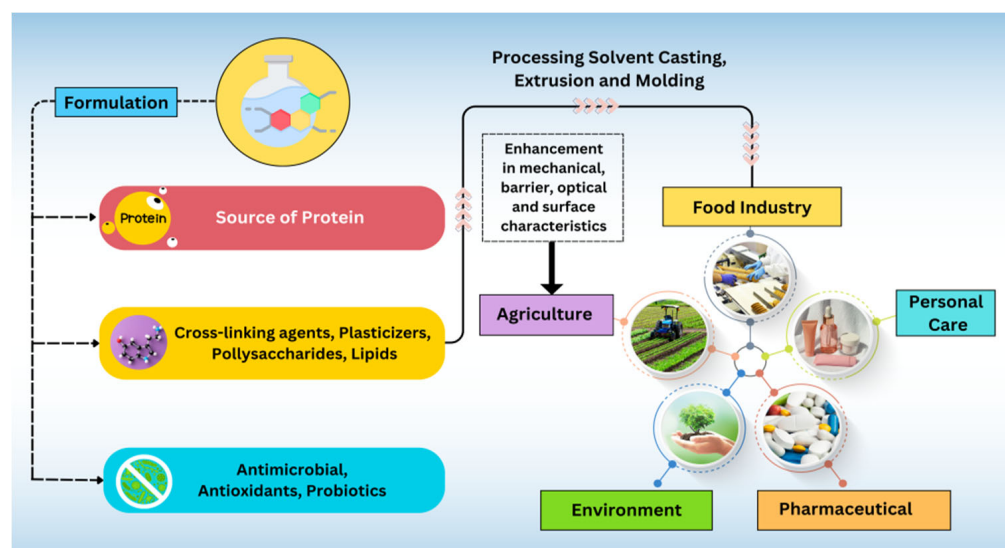 Processing Solvent Casting,
Extrusion and Molding
Formulation
Enhancement
in mechanical,
barrier, optical
and surface
characteristics
Protein
Source of Protein
Food Industry
Agriculture
Personal
Care
Cross-linking agents, Plasticizers,
Pollysaccharides, Lipids
Antimicrobial,
Antioxidants, Probiotics
Environment
Pharmaceutical